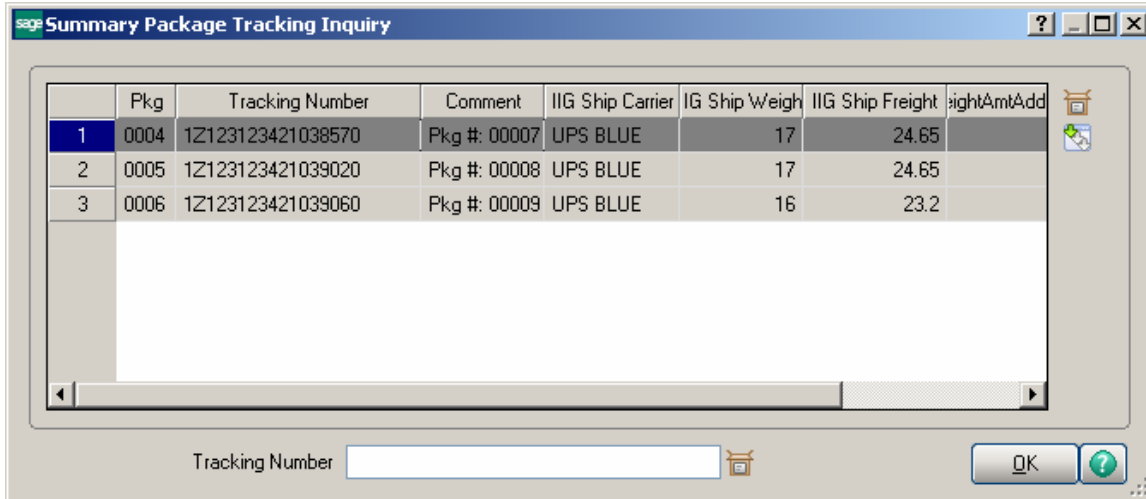 sage Summary Package Tracking Inquiry ?
Pkg Tracking Number Comment IIG Ship Carrier IG Ship Weigh IIG Ship Freight eightAmtAdd
1 0004 1Z123123421038570 Pkg #: 00007 UPS BLUE 17 24.65
2 0005 1Z123123421039020 Pkg #: 00008 UPS BLUE 17 24.65
3 0006 1Z123123421039060 Pkg #: 00009 UPS BLUE 16 23.2
Tracking Number OK ?